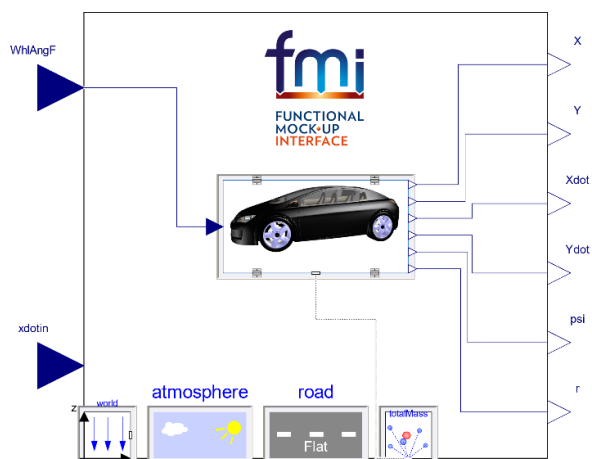 X
WhlAngF
fmi
FUNCTIONAL
MOCK-UP
INTERFACE
Y
Xdot
Ydot
xdotin
psi
atmosphere
road
r
world
totalMass
z
Flat